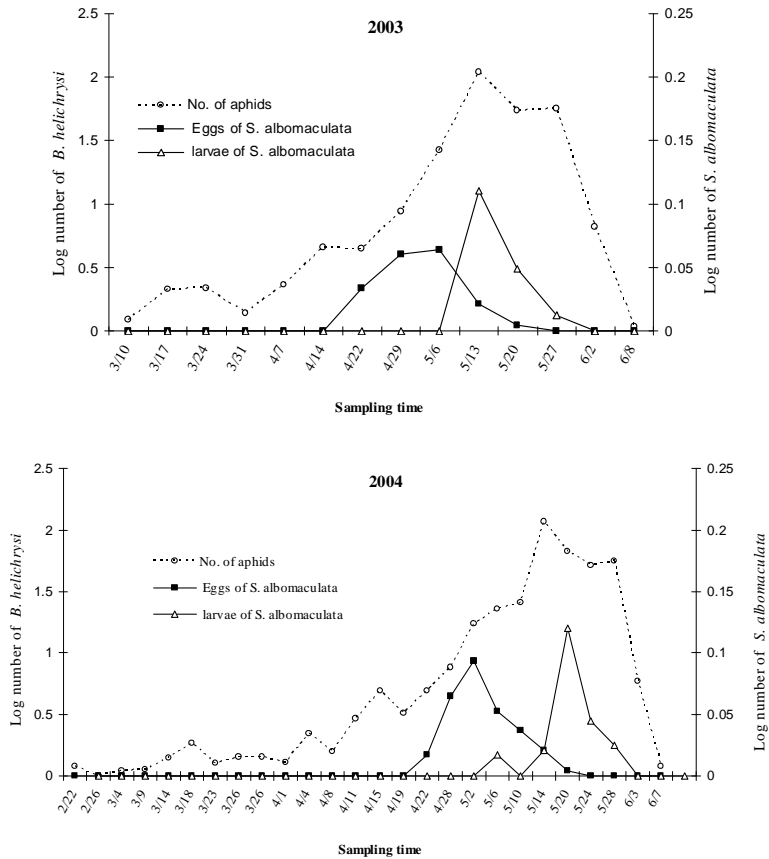 2003
2.5
2
1.5
1
0.5
0
Log number of B. helichrysi
0.25
0.2
0.15
0.1
0.05
0
Log number of S. albomaculata
No. of aphids
Eggs of S. albomaculata
larvae of S. albomaculata
3/10 3/17 3/24 3/31 4/7 4/14 4/22 4/29 5/6 5/13 5/20 5/27 6/2 6/8
Sampling time
2004
2.5
2
1.5
1
0.5
0
Log number of B. helichrysi
0.25
0.2
0.15
0.1
0.05
0
Log number of S. albomaculata
No. of aphids
Eggs of S. albomaculata
larvae of S. albomaculata
2/22 2/26 3/4 3/9 3/14 3/18 3/23 3/26 3/26 4/1 4/4 4/8 4/11 4/15 4/19 4/22 4/28 5/2 5/6 5/10 5/14 5/20 5/24 5/28 6/3 6/7
Sampling time